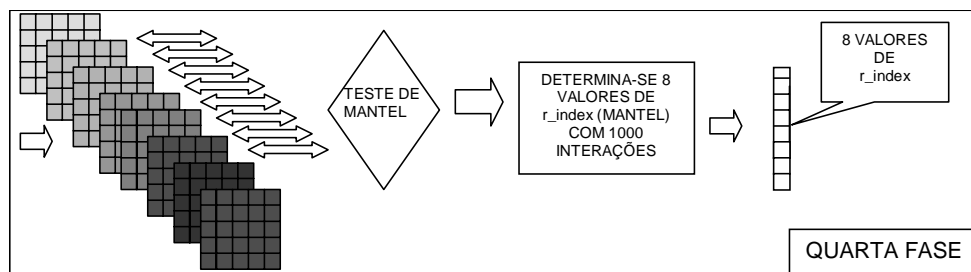 TESTE DE
MANTEL
DETERMINA-SE 8
VALORES DE
r_index (MANTEL)
COM 1000
INTERAÇÕES
8 VALORES
DE
r_index
QUARTA FASE